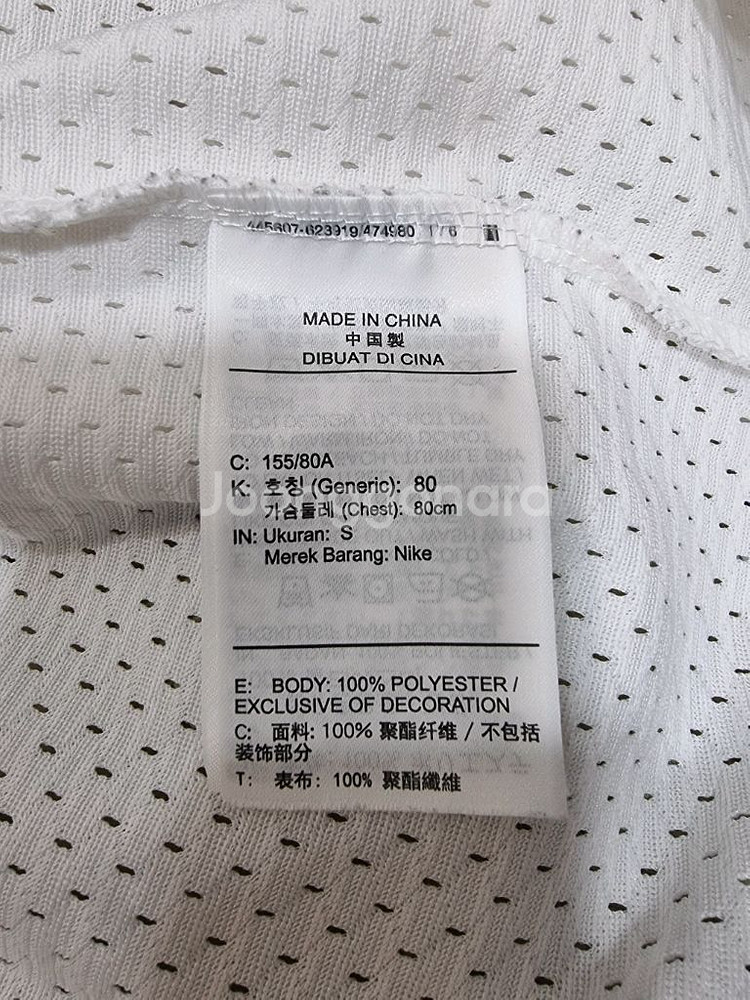 445607-623919/474980 1/6
MADE IN CHINA
中国製
DIBUAT DI CINA
C: 155/80A
K: 호칭 (Generic): 80
가슴둘레 (Chest): 80cm
IN: Ukuran: S
Merek Barang: Nike
E: BODY: 100% POLYESTER /
EXCLUSIVE OF DECORATION
C: 面料: 100% 聚酯纤维 / 不包括
装饰部分
T: 表布: 100% 聚酯纖維
Joonggonara